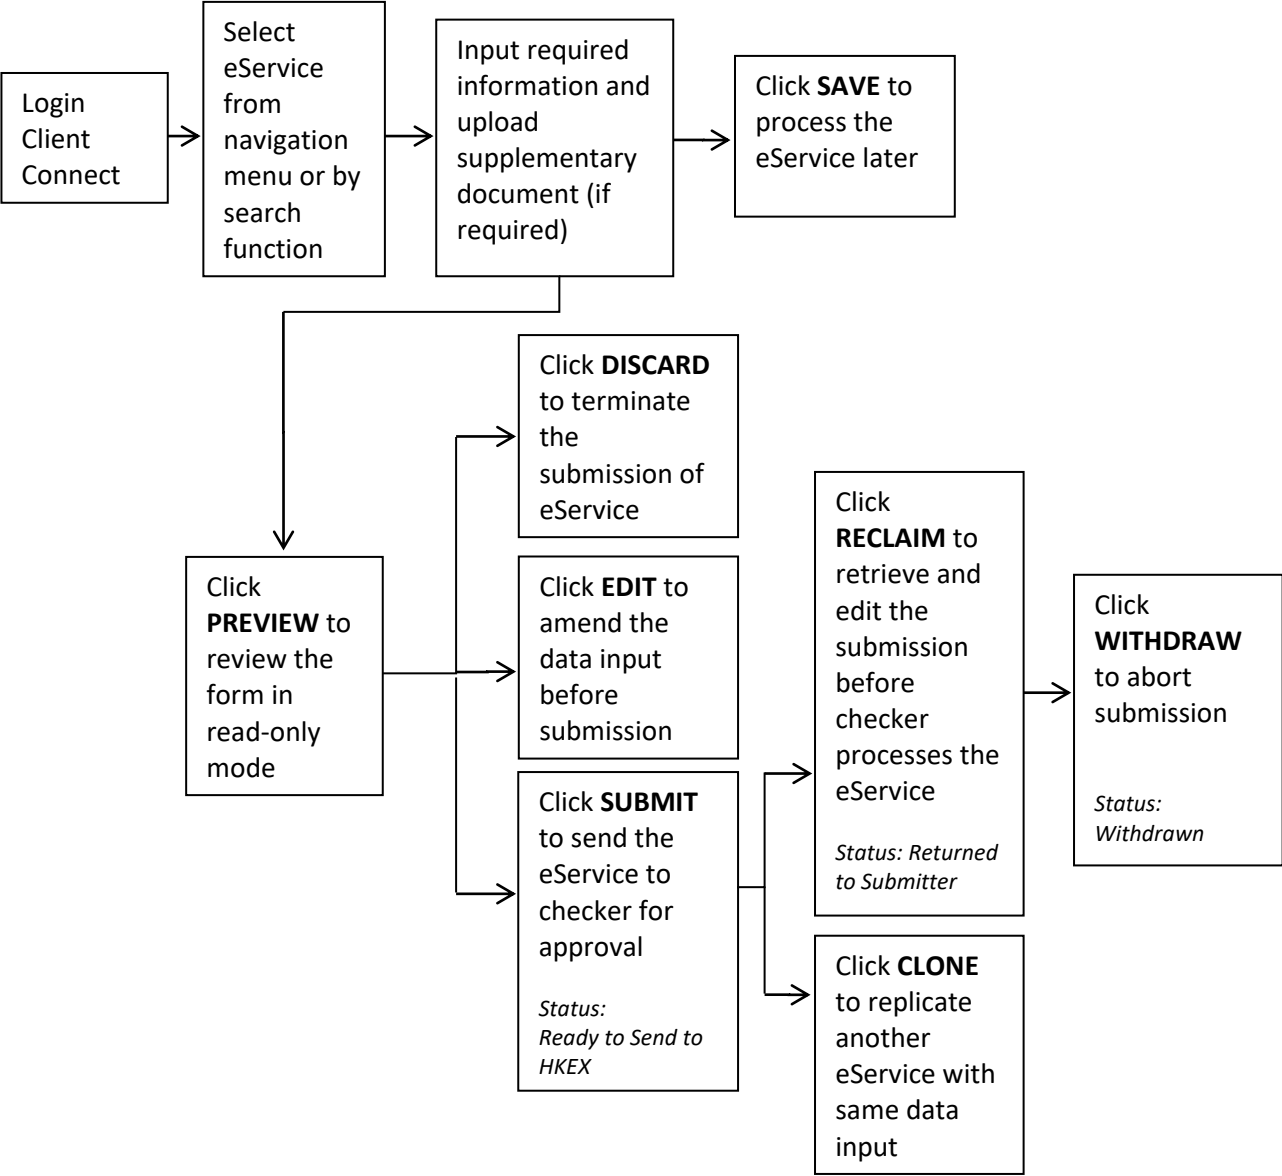 Login
Client
Connect
Select
eService
from
navigation
menu or by
search
function
Input required
information and
upload
supplementary
document (if
required)
Click SAVE to
process the
eService later
Click
PREVIEW to
review the
form in
read-only
mode
Click DISCARD
to terminate
the
submission of
eService
Click EDIT to
amend the
data input
before
submission
Click SUBMIT
to send the
eService to
checker for
approval
Status:
Ready to Send to
HKEX
Click
RECLAIM to
retrieve and
edit the
submission
before
checker
processes the
eService
Status: Returned
to Submitter
Click
WITHDRAW
to abort
submission
Status:
Withdrawn
Click CLONE
to replicate
another
eService with
same data
input